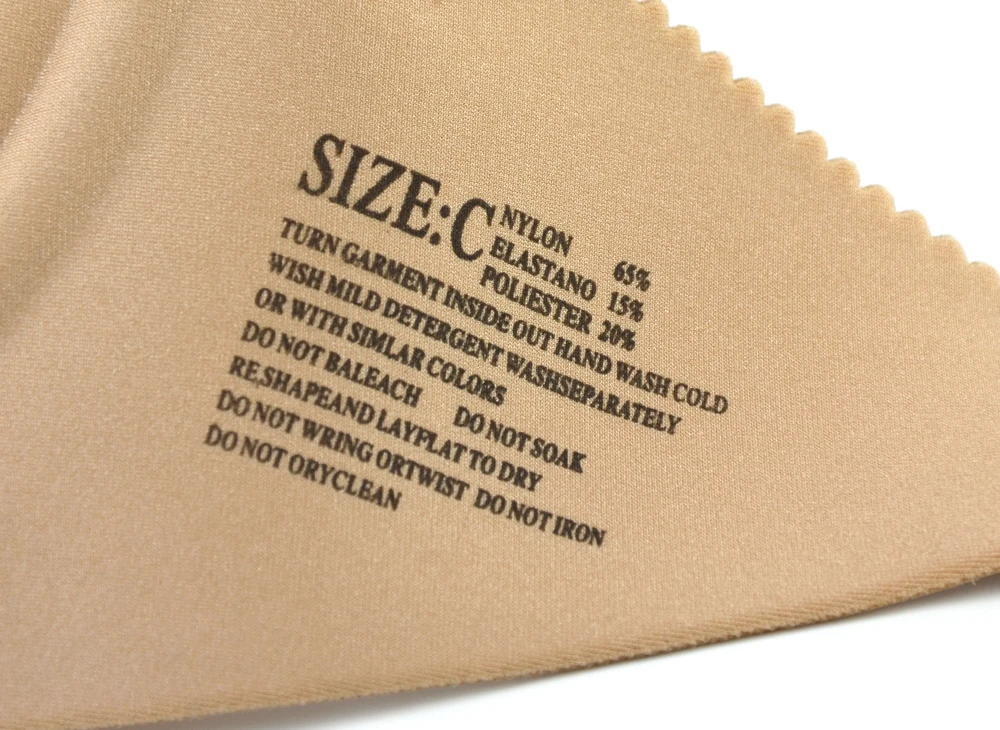 SIZE:C
NYLON 65%
ELASTANO 15%
POLIESTER 20%
TURN GARMENT INSIDE OUT HAND WASH COLD
WISH MILD DETERGENT WASHSEPARATELY
OR WITH SIMLAR COLORS
DO NOT BALEACH DO NOT SOAK
RE,SHAPEAND LAYFLAT TO DRY
DO NOT WRING ORTWIST DO NOT IRON
DO NOT ORYCLEAN